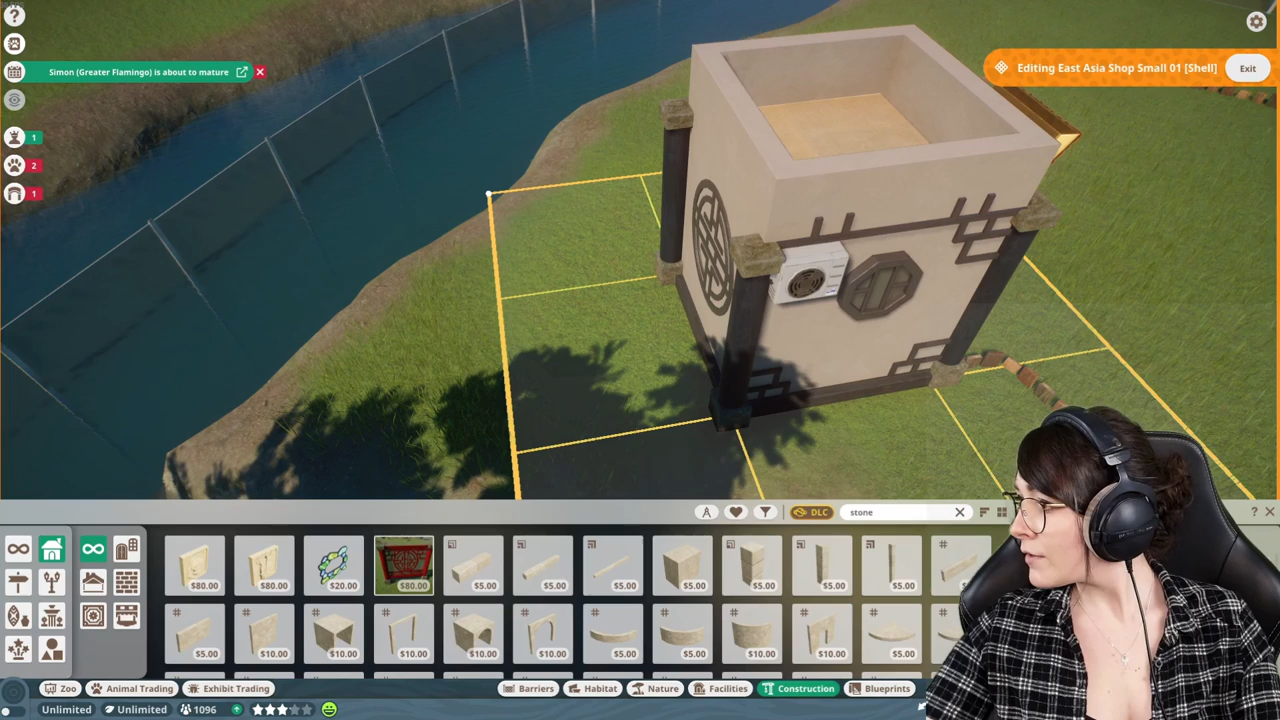 ?
Simon (Greater Flamingo) is about to mature
Editing East Asia Shop Small 01 [Shell]
Exit
1
2
1
DLC
stone
?
$80.00
$80.00
$20.00
$80.00
$5.00
$5.00
$5.00
$5.00
$5.00
$5.00
$5.00
$5.00
$10.00
$10.00
$10.00
$10.00
$10.00
$5.00
$5.00
$10.00
$5.00
$5.00
Zoo
Animal Trading
Exhibit Trading
Barriers
Habitat
Nature
Facilities
Construction
Blueprints
Unlimited
Unlimited
1096